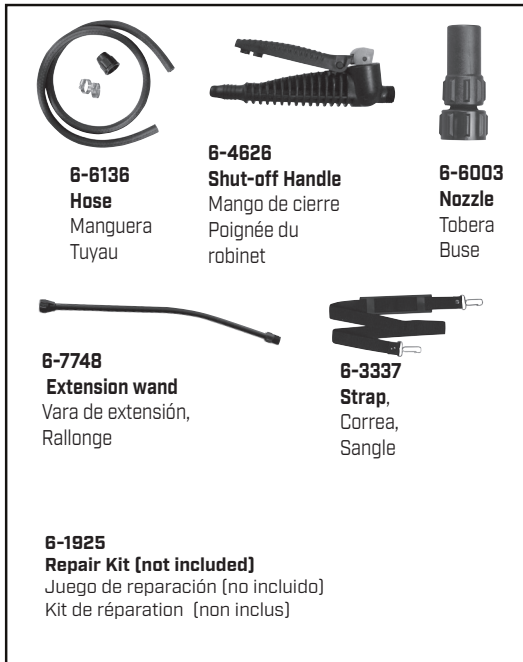 6-6136
Hose
Manguera
Tuyau
6-4626
Shut-off Handle
Mango de cierre
Poignée du
robinet
6-6003
Nozzle
Tobera
Buse
6-7748
Extension wand
Vara de extensión,
Rallonge
6-3337
Strap,
Correa,
Sangle
6-1925
Repair Kit (not included)
Juego de reparación (no incluido)
Kit de réparation (non inclus)